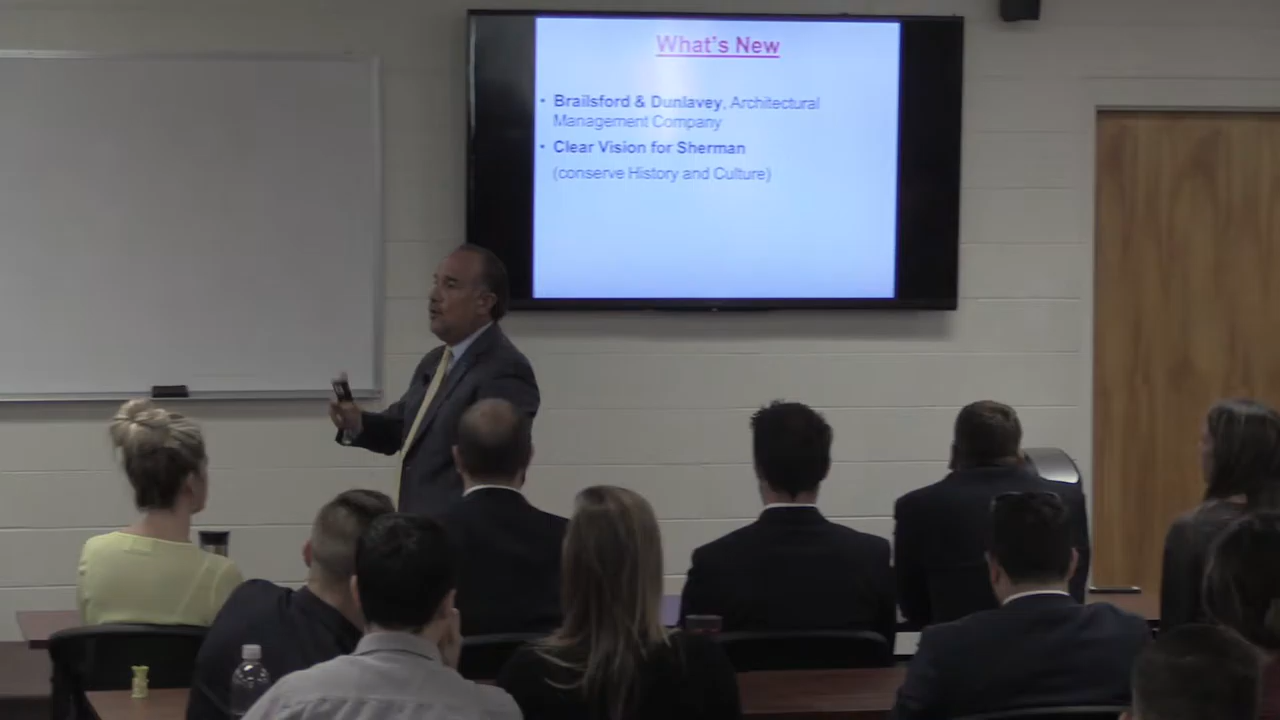 What's New
• Brailsford & Dunlavey, Architectural
Management Company
• Clear Vision for Sherman
(conserve History and Culture)